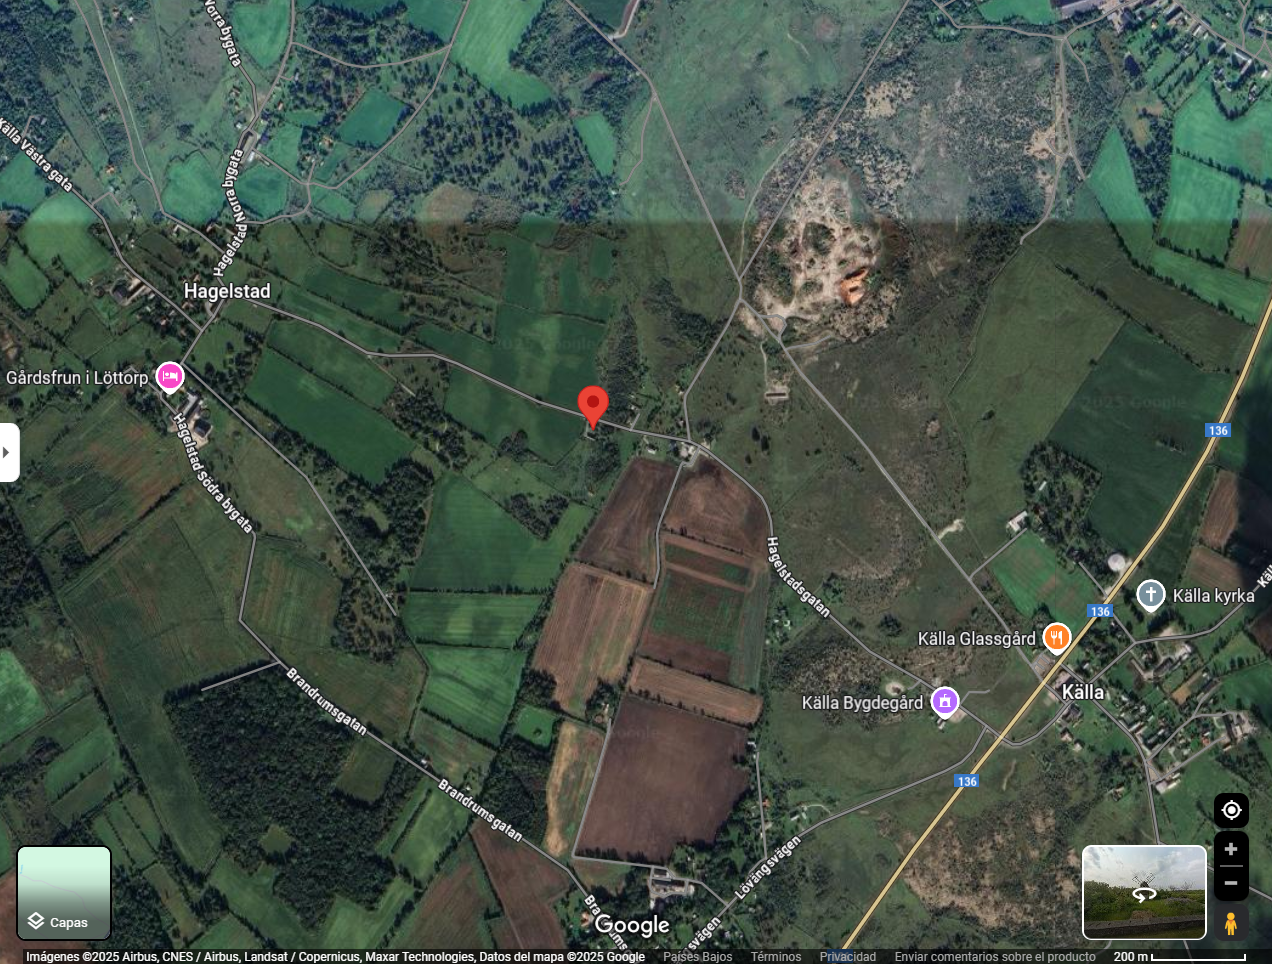 Norra bygata
Källa Västra gata
Hagelstad Norra bygata
Hagelstad
Gårdsfrun i Löttorp
Hagelstad Södra bygata
136
Hagelstadsgatan
136
Källa kyrka
Käll
Källa Glassgård
Källa
Källa Bygdegård
Brandrumsgatan
136
Brandrumsgatan
Lövängsvägen
Capas
Google
Imágenes ©2025 Airbus, CNES / Airbus, Landsat / Copernicus, Maxar Technologies, Datos del mapa ©2025 Google
Países Bajos
Términos
Privacidad
Enviar comentarios sobre el producto
200 m